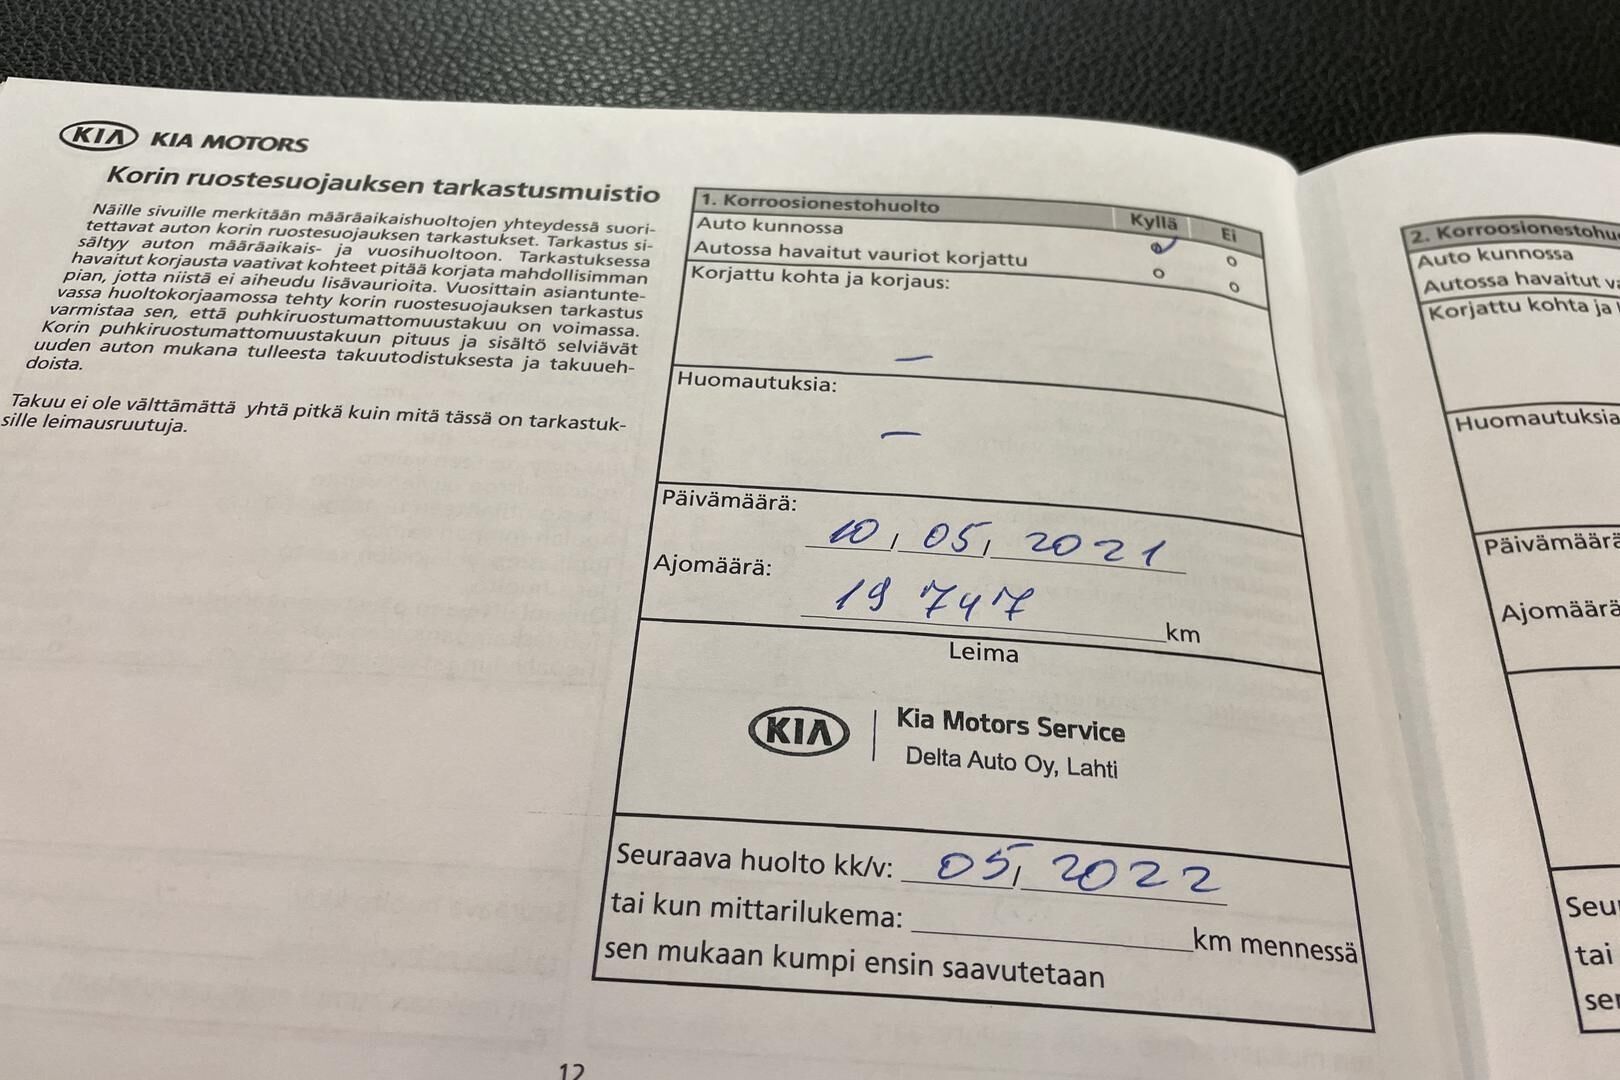 KIA KIA MOTORS
Korin ruostesuojauksen tarkastusmuistio
Näille sivuille merkitään määräaikaishuoltojen yhteydessä suori-
tettavat auton korin ruostesuojauksen tarkastukset. Tarkastus si-
sältyy auton määräaikais- ja vuosihuoltoon. Tarkastuksessa
havaitut korjausta vaativat kohteet pitää korjata mahdollisimman
pian, jotta niistä ei aiheudu lisävaurioita. Vuosittain asiantunte-
vassa huoltokorjaamossa tehty korin ruostesuojauksen tarkastus
varmistaa sen, että puhkiruostumattomuustakuu on voimassa.
Korin puhkiruostumattomuustakuun pituus ja sisältö selviävät
uuden auton mukana tulleesta takuutodistuksesta ja takuueh-
doista.
Takuu ei ole välttämättä yhtä pitkä kuin mitä tässä on tarkastuk-
sille leimausruutuja.
12
1. Korroosionestohuolto Kyllä Ei
Auto kunnossa
Autossa havaitut vauriot korjattu
Korjattu kohta ja korjaus:
–
Huomautuksia:
–
Päivämäärä: 10, 05, 2021
Ajomäärä: 19 747 km
Leima
KIA | Kia Motors Service
Delta Auto Oy, Lahti
Seuraava huolto kk/v: 05, 2022
tai kun mittarilukema: km mennessä
sen mukaan kumpi ensin saavutetaan
2. Korroosionestohu
Auto kunnossa
Autossa havaitut va
Korjattu kohta ja
Huomautuksia
Päivämäärä
Ajomäärä
Seu
tai
sen